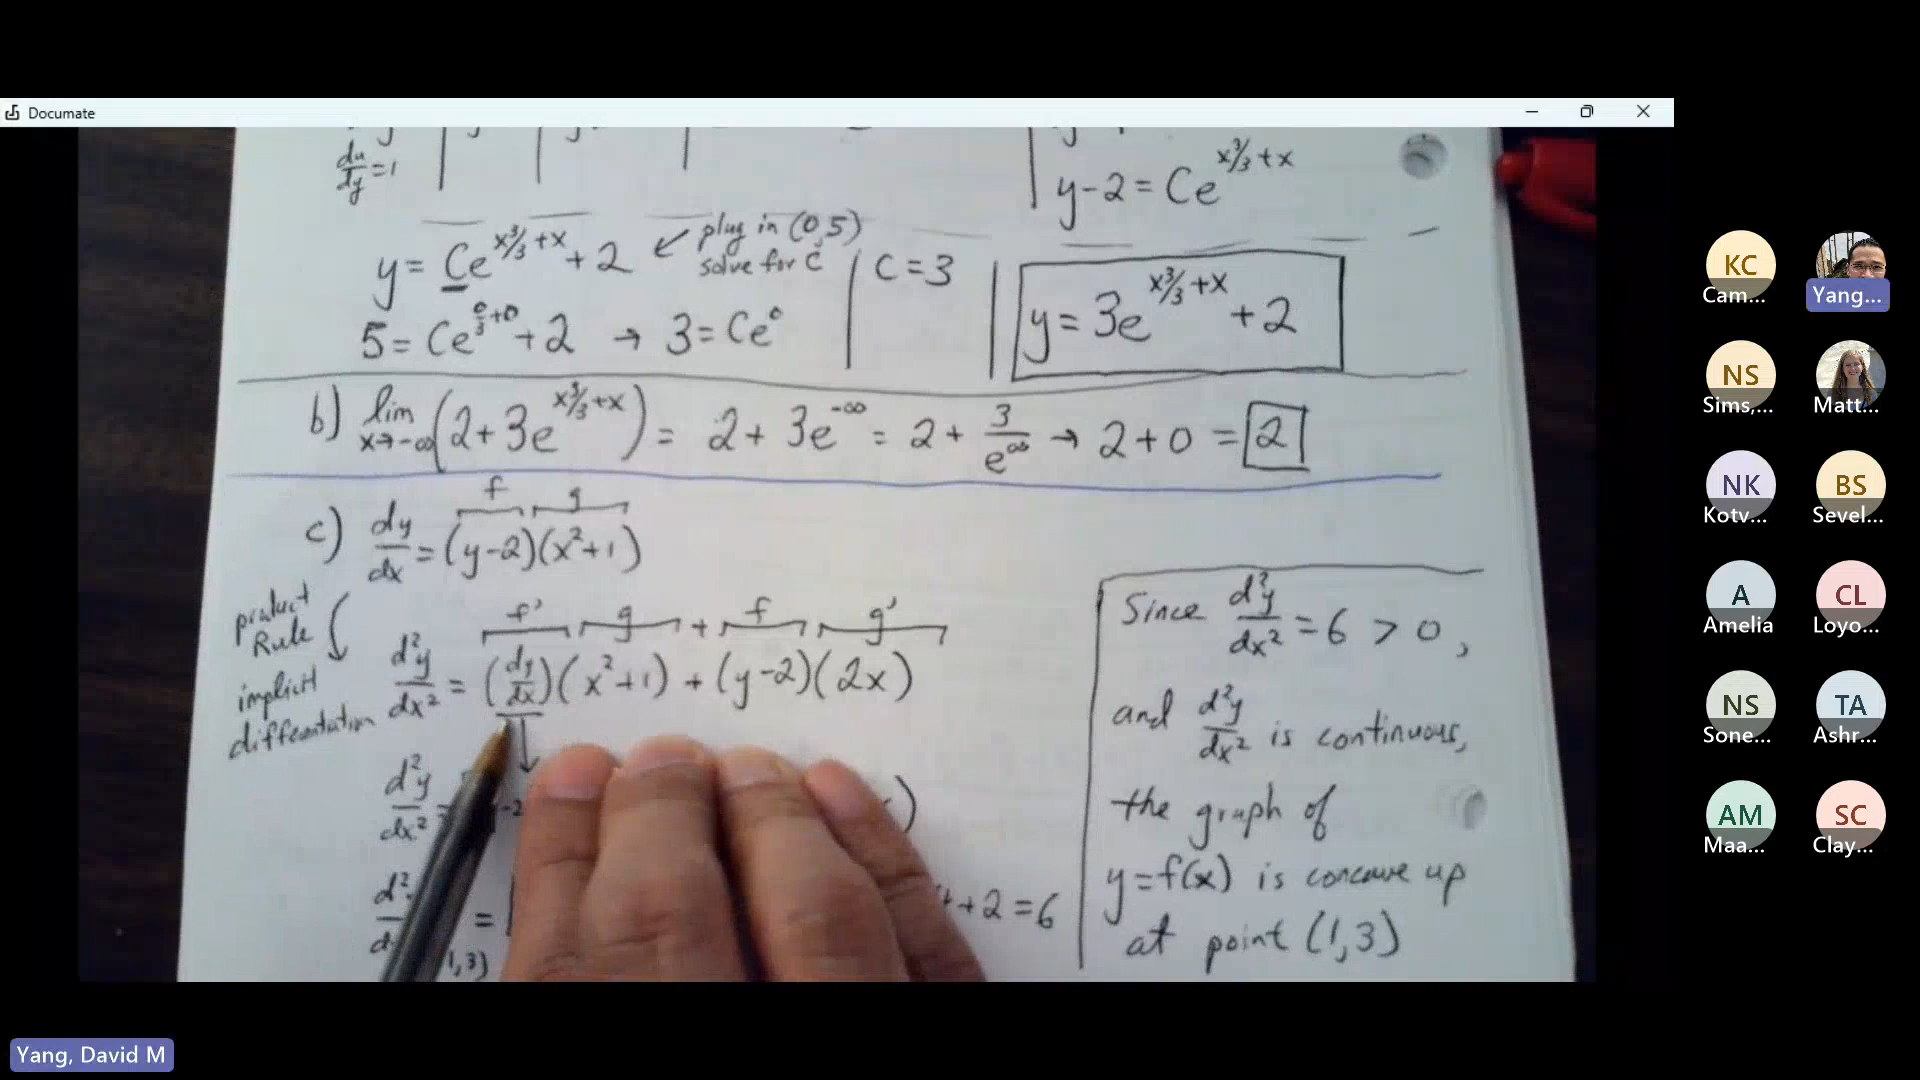 Documate
du/dy = 1
y-2 = Ce^(x³/3 + x)
y = Ce^(x³/3 + x) + 2 ↙ plug in (0,5)
solve for C
C = 3
y = 3e^(x³/3 + x) + 2
5 = Ce^(0/3 + 0) + 2 → 3 = Ce^0
b) lim x→-∞ (2 + 3e^(x³/3 + x)) = 2 + 3e^(-∞) = 2 + 3/e^∞ → 2 + 0 = 2
f g
c) dy/dx = (y-2)(x²+1)
product
Rule
implicit
differentiation
f' g + f g'
d²y/dx² = (dy/dx)(x²+1) + (y-2)(2x)
d²y/dx²
+ 2 = 6
1,3)
Since d²y/dx² = 6 > 0,
and d²y/dx² is continuous,
the graph of
y = f(x) is concave up
at point (1,3)
KC
Cam...
Yang...
NS
Sims,...
Matt...
NK
Kotv...
BS
Sevel...
A
Amelia
CL
Loyo...
NS
Sone...
TA
Ashr...
AM
Maa...
SC
Clay...
Yang, David M